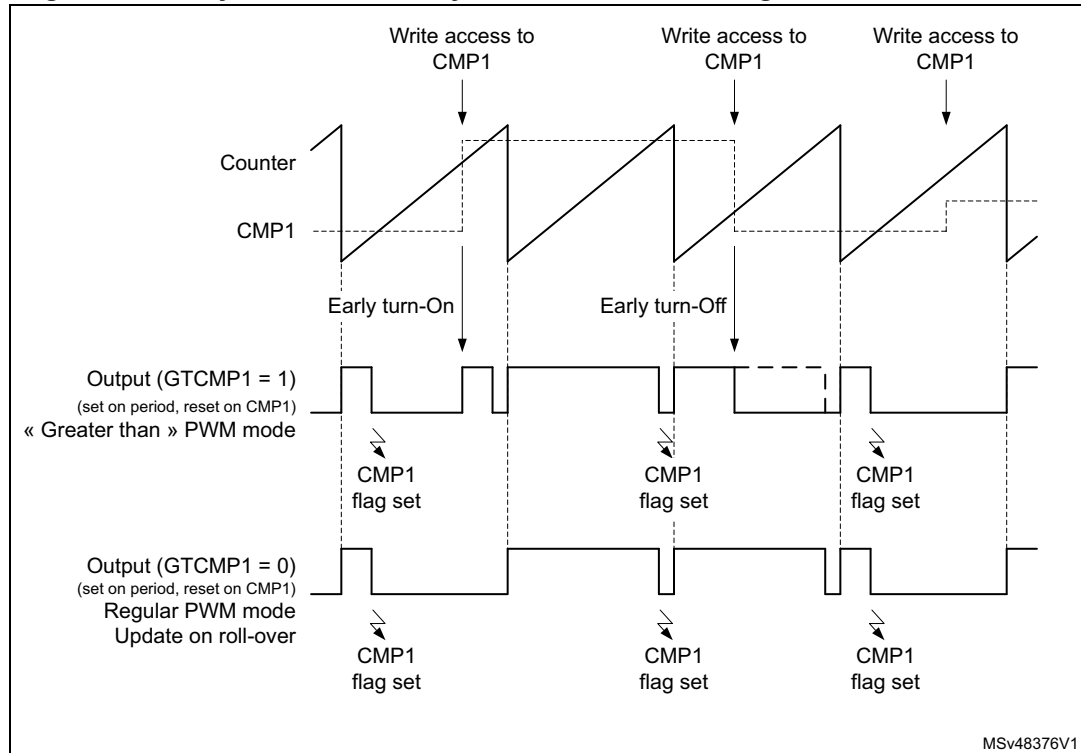 Write access to
CMP1
Write access to
CMP1
Write access to
CMP1
Counter
CMP1
Early turn-On
Early turn-Off
Output (GTCMP1 = 1)
(set on period, reset on CMP1)
« Greater than » PWM mode
CMP1
flag set
CMP1
flag set
CMP1
flag set
Output (GTCMP1 = 0)
(set on period, reset on CMP1)
Regular PWM mode
Update on roll-over
CMP1
flag set
CMP1
flag set
CMP1
flag set
MSv48376V1